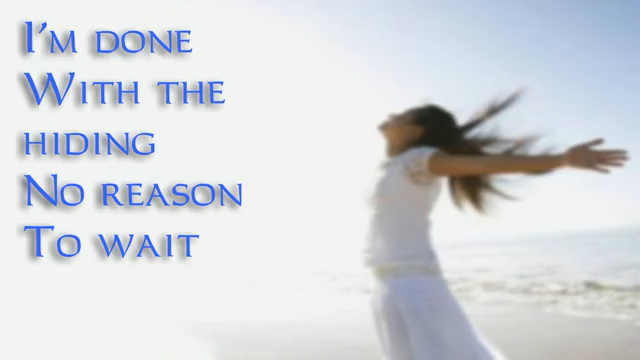 I'm done
With the
hiding
No reason
To wait